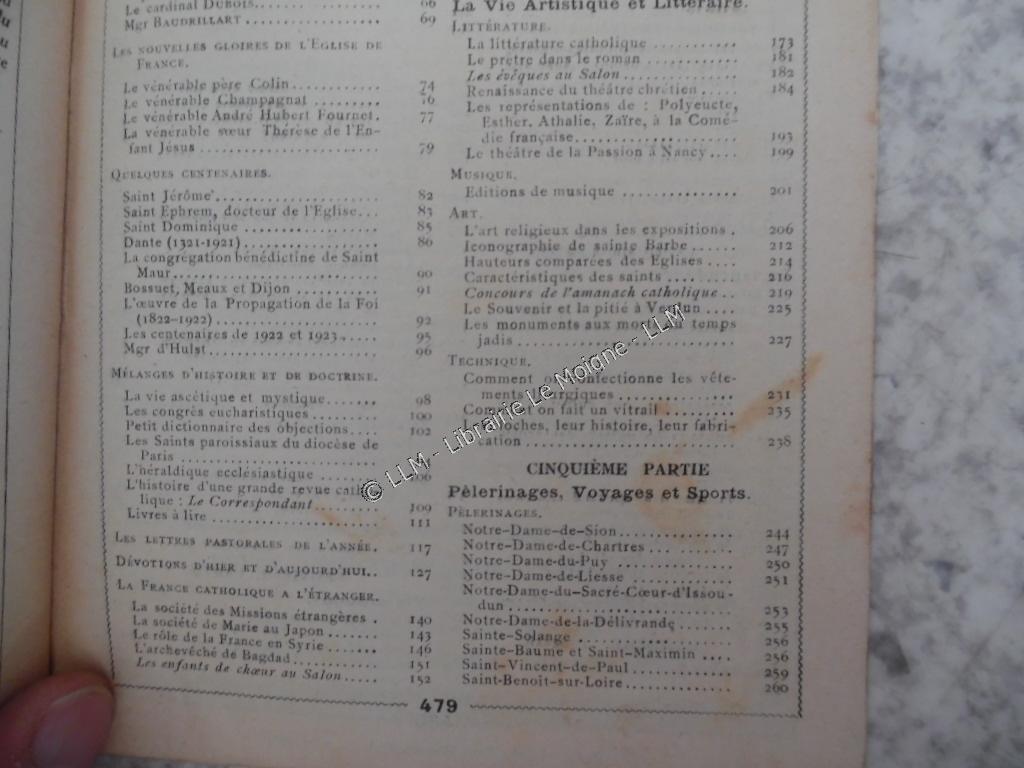 Le cardinal DUBOIS 66
Mgr BAUDRILLART 69
LES NOUVELLES GLOIRES DE L'EGLISE DE
FRANCE.
Le vénérable père Colin 74
Le vénérable Champagnat 76
Le vénérable André Hubert Fournet. 77
La vénérable sœur Thérèse de l'En-
fant Jésus 79
QUELQUES CENTENAIRES.
Saint Jérôme 82
Saint Ephrem, docteur de l'Eglise... 83
Saint Dominique 85
Dante (1321-1921) 86
La congrégation bénédictine de Saint
Maur 90
Bossuet, Meaux et Dijon 91
L'œuvre de la Propagation de la Foi
(1822-1922) 92
Les centenaires de 1922 et 1923 95
Mgr d'Hulst 96
MÉLANGES D'HISTOIRE ET DE DOCTRINE.
La vie ascétique et mystique 98
Les congrès eucharistiques 100
Petit dictionnaire des objections 102
Les Saints paroissiaux du diocèse de
Paris
L'héraldique ecclésiastique 106
L'histoire d'une grande revue catho-
lique : Le Correspondant 109
Livres à lire 111
LES LETTRES PASTORALES DE L'ANNÉE. 117
DÉVOTIONS D'HIER ET D'AUJOURD'HUI.. 127
LA FRANCE CATHOLIQUE A L'ÉTRANGER.
La société des Missions étrangères . 140
La société de Marie au Japon 143
Le rôle de la France en Syrie 146
L'archevêché de Bagdad 151
Les enfants de chœur au Salon 152
La Vie Artistique et Littéraire.
LITTÉRATURE.
La littérature catholique 173
Le prêtre dans le roman 181
Les évêques au Salon 182
Renaissance du théâtre chrétien 184
Les représentations de : Polyeucte,
Esther, Athalie, Zaïre, à la Comé-
die française 193
Le théâtre de la Passion à Nancy 199
MUSIQUE.
Editions de musique 201
ART.
L'art religieux dans les expositions . 206
Iconographie de sainte Barbe 212
Hauteurs comparées des Eglises 214
Caractéristiques des saints 216
Concours de l'amanach catholique .. 219
Le Souvenir et la pitié à Verdun 225
Les monuments aux morts du temps
jadis 227
TECHNIQUE.
Comment on confectionne les vête-
ments liturgiques 231
Comment on fait un vitrail 235
Les cloches, leur histoire, leur fabri-
cation 238
CINQUIÈME PARTIE
Pèlerinages, Voyages et Sports.
PÈLERINAGES.
Notre-Dame-de-Sion 244
Notre-Dame-de-Chartres 247
Notre-Dame-du-Puy 250
Notre-Dame-de-Liesse 251
Notre-Dame-du-Sacré-Cœur-d'Issou-
dun 253
Notre-Dame-de-la-Délivrande 255
Sainte-Solange 256
Sainte-Baume et Saint-Maximin 256
Saint-Vincent-de-Paul 259
Saint-Benoît-sur-Loire 260
479
© LLM - Librairie Le Moigne - LLM